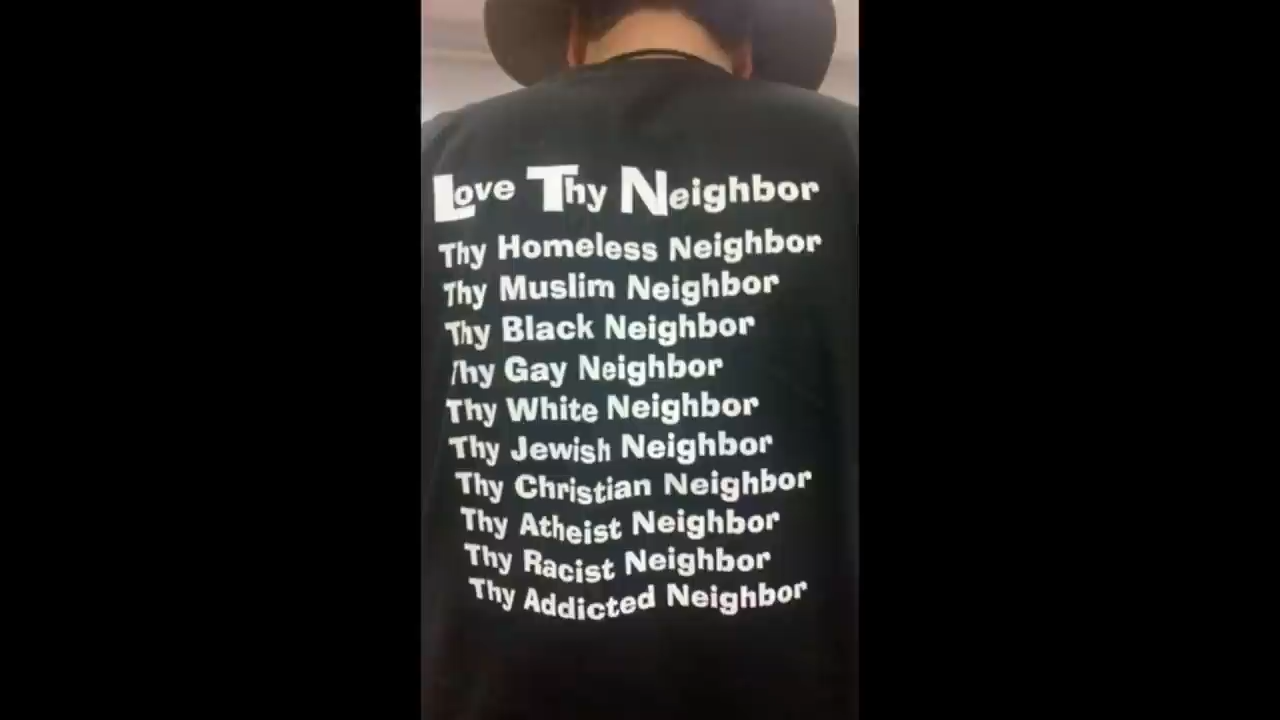 Love Thy Neighbor
Thy Homeless Neighbor
Thy Muslim Neighbor
Thy Black Neighbor
Thy Gay Neighbor
Thy White Neighbor
Thy Jewish Neighbor
Thy Christian Neighbor
Thy Atheist Neighbor
Thy Racist Neighbor
Thy Addicted Neighbor